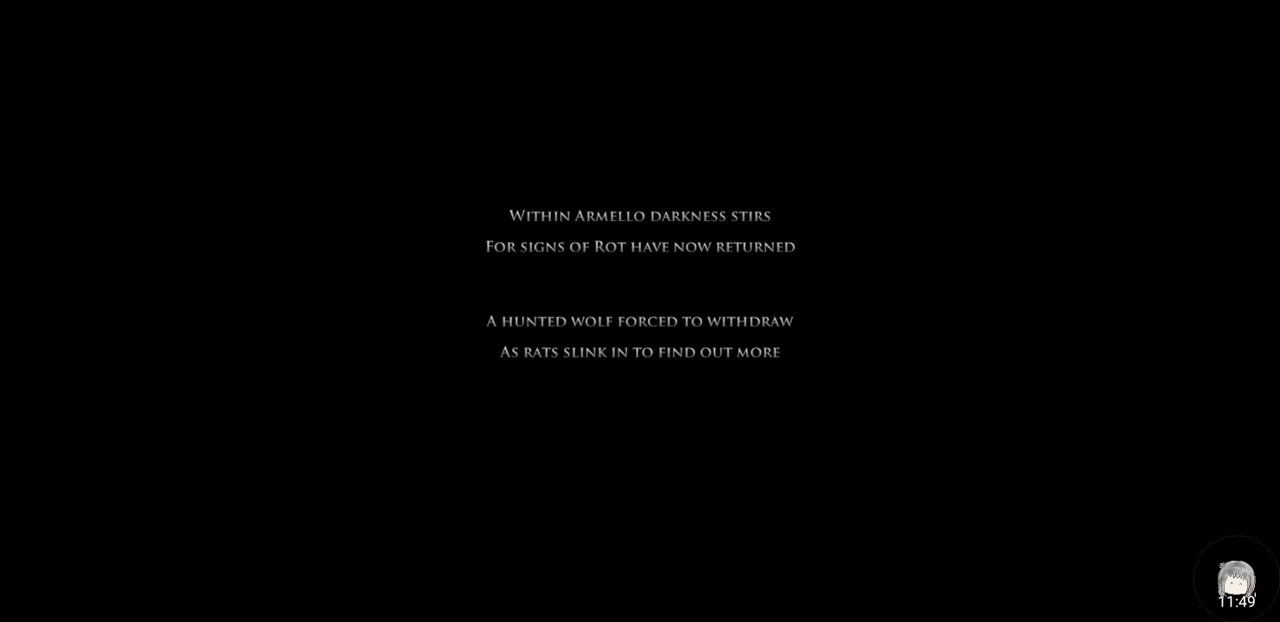 Within Armello darkness stirs
For signs of Rot have now returned
A hunted wolf forced to withdraw
As rats slink in to find out more
11:49